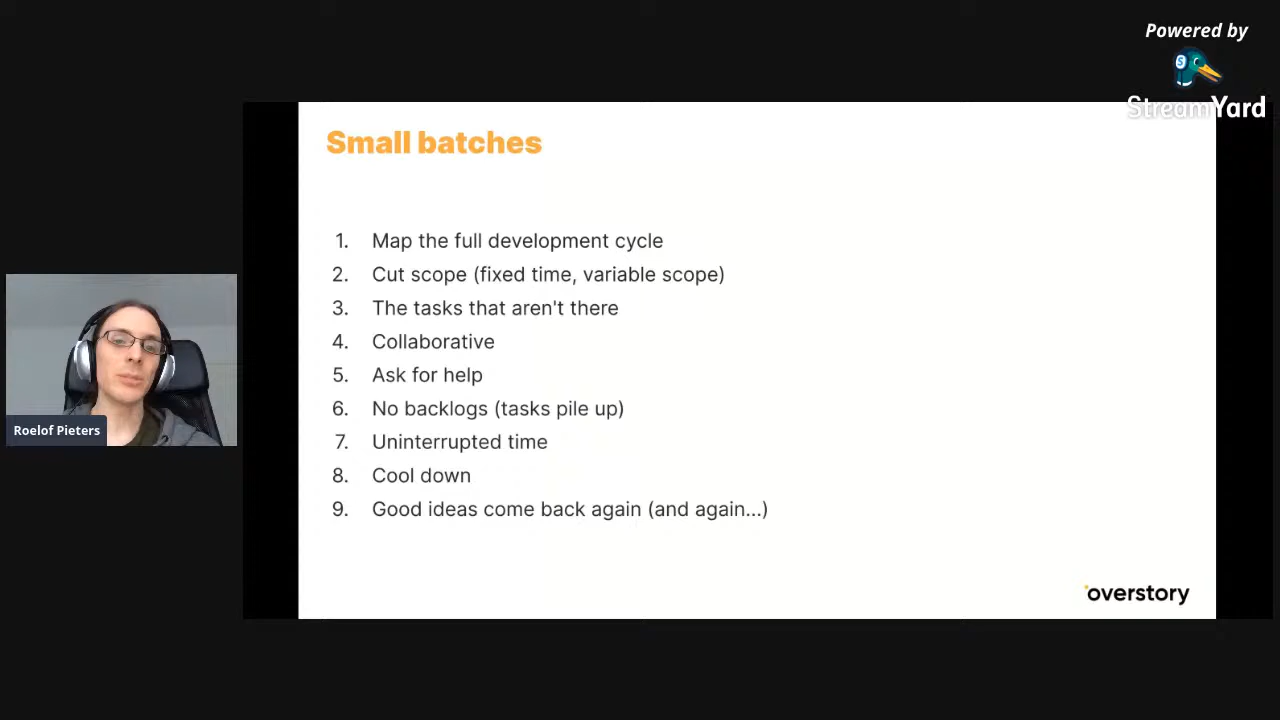 Powered by
S
StreamYard
Small batches
1. Map the full development cycle
2. Cut scope (fixed time, variable scope)
3. The tasks that aren't there
4. Collaborative
5. Ask for help
6. No backlogs (tasks pile up)
7. Uninterrupted time
8. Cool down
9. Good ideas come back again (and again...)
Roelof Pieters
overstory